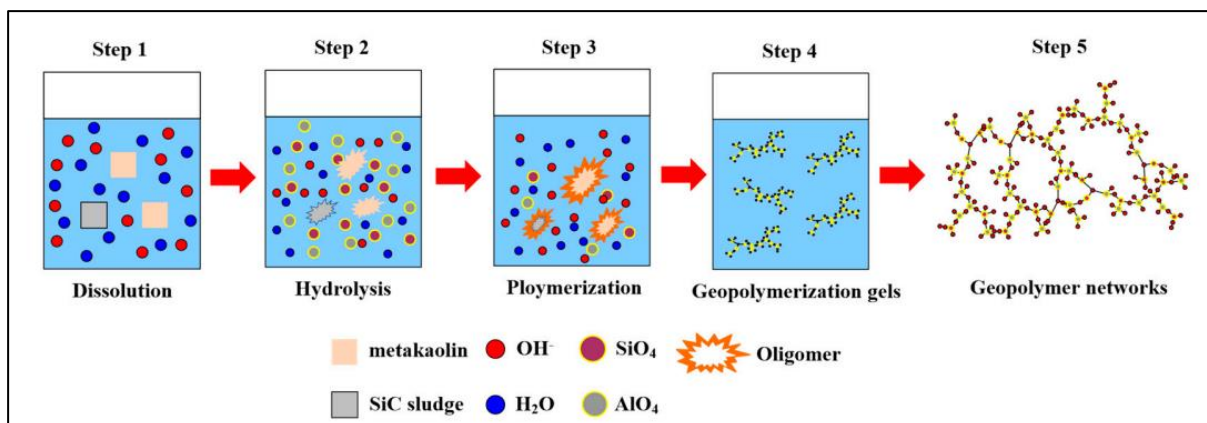 Step 1
Step 2
Step 3
Step 4
Step 5
Dissolution
Hydrolysis
Ploymerization
Geopolymerization gels
Geopolymer networks
metakaolin
OH⁻
SiO₄
Oligomer
SiC sludge
H₂O
AlO₄